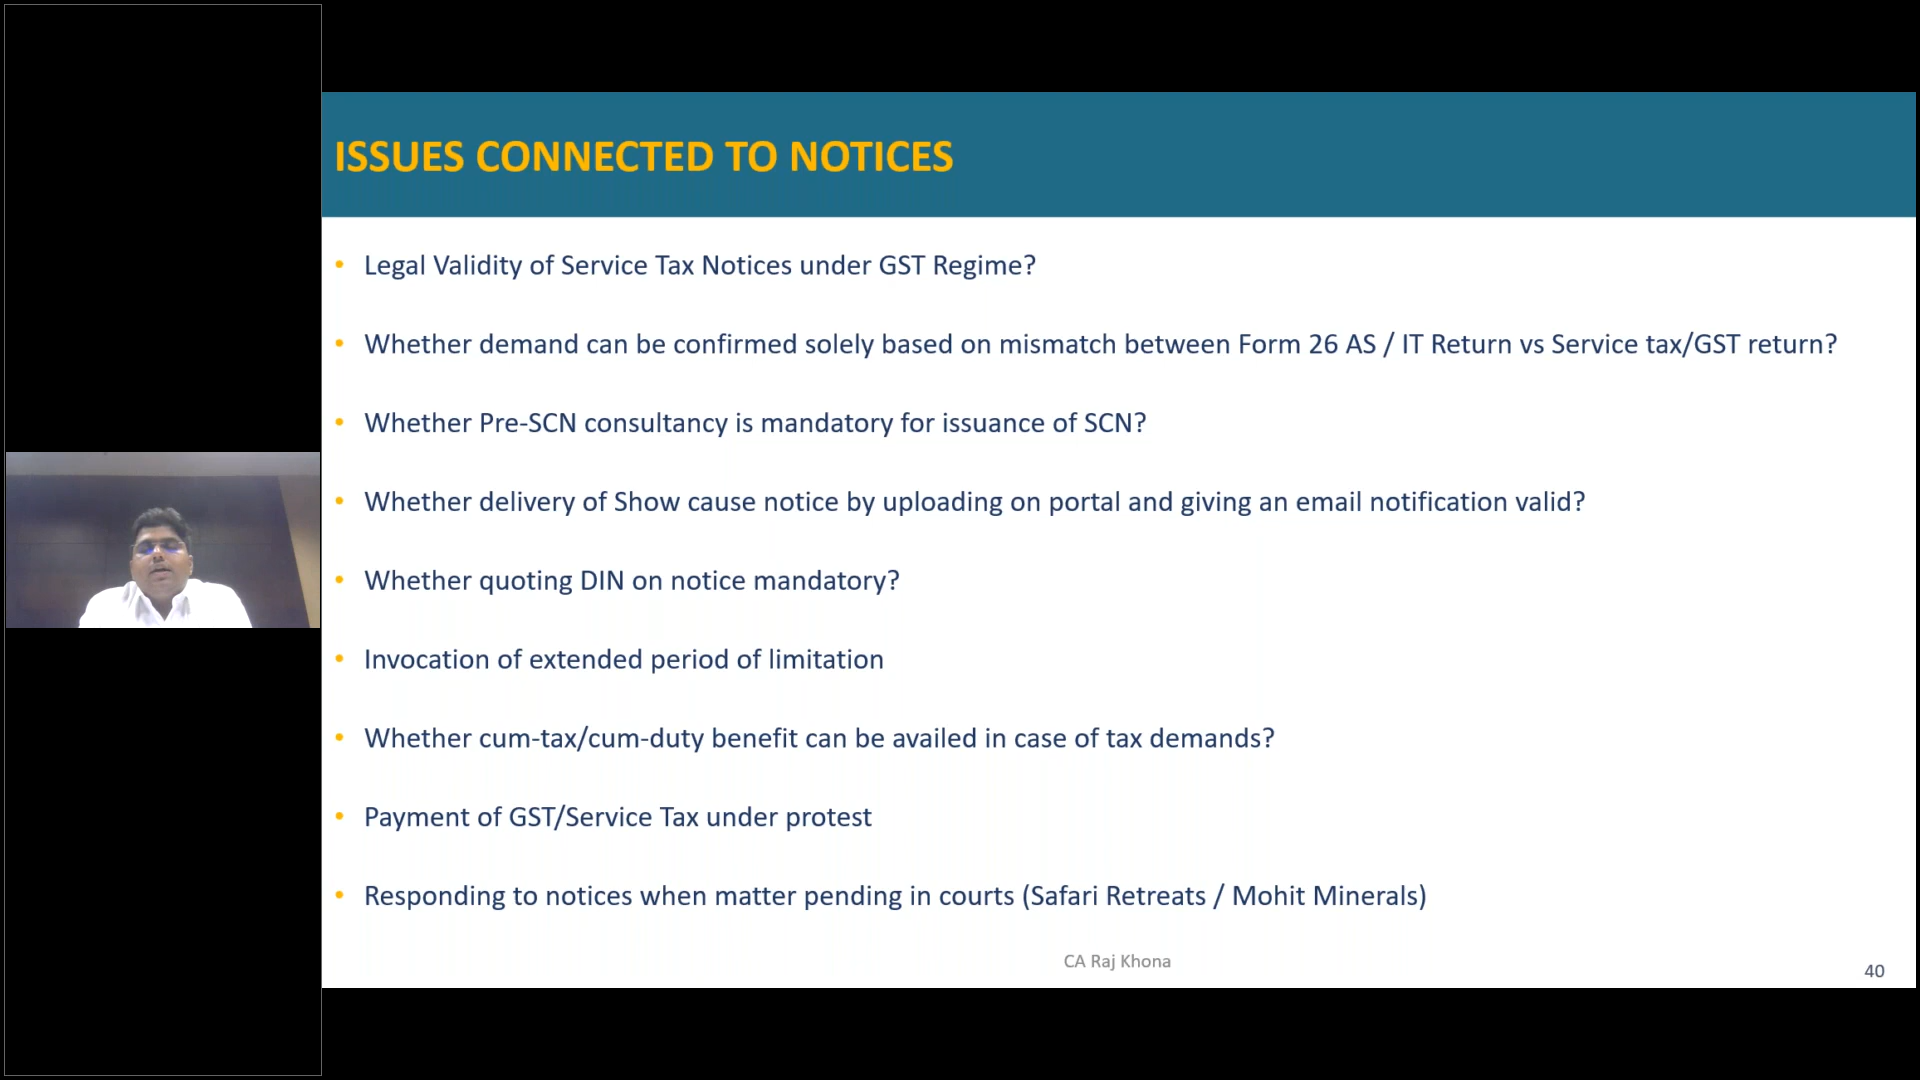 ISSUES CONNECTED TO NOTICES
• Legal Validity of Service Tax Notices under GST Regime?
• Whether demand can be confirmed solely based on mismatch between Form 26 AS / IT Return vs Service tax/GST return?
• Whether Pre-SCN consultancy is mandatory for issuance of SCN?
• Whether delivery of Show cause notice by uploading on portal and giving an email notification valid?
• Whether quoting DIN on notice mandatory?
• Invocation of extended period of limitation
• Whether cum-tax/cum-duty benefit can be availed in case of tax demands?
• Payment of GST/Service Tax under protest
• Responding to notices when matter pending in courts (Safari Retreats / Mohit Minerals)
CA Raj Khona
40